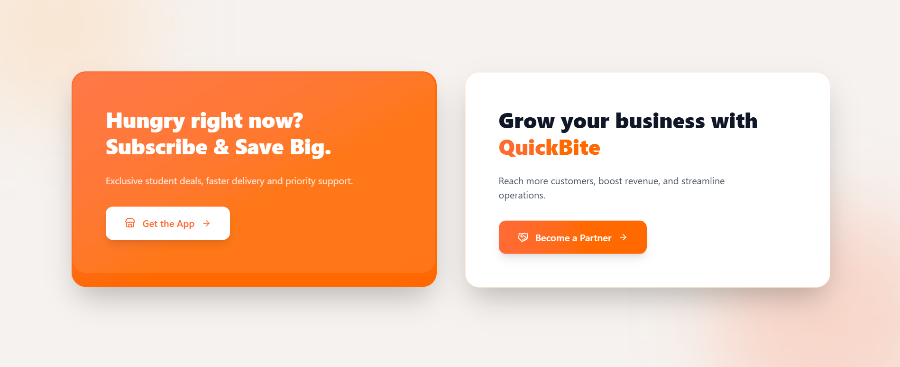 Hungry right now?
Subscribe & Save Big.
Exclusive student deals, faster delivery and priority support.
Get the App
Grow your business with
QuickBite
Reach more customers, boost revenue, and streamline
operations.
Become a Partner